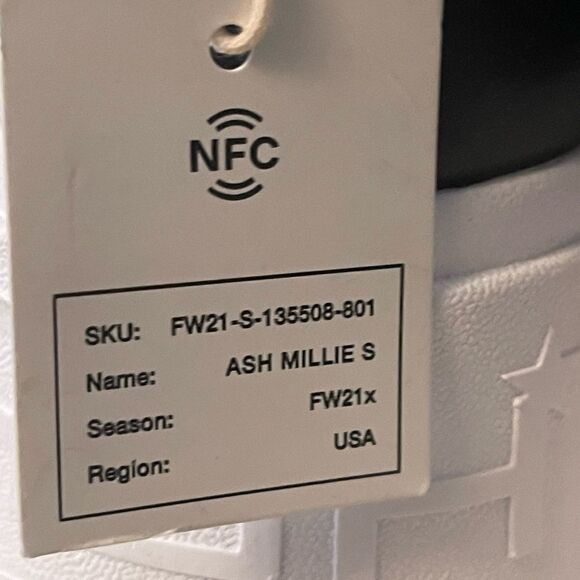 NFC
SKU: FW21-S-135508-801
Name: ASH MILLIE S
Season: FW21x
Region: USA